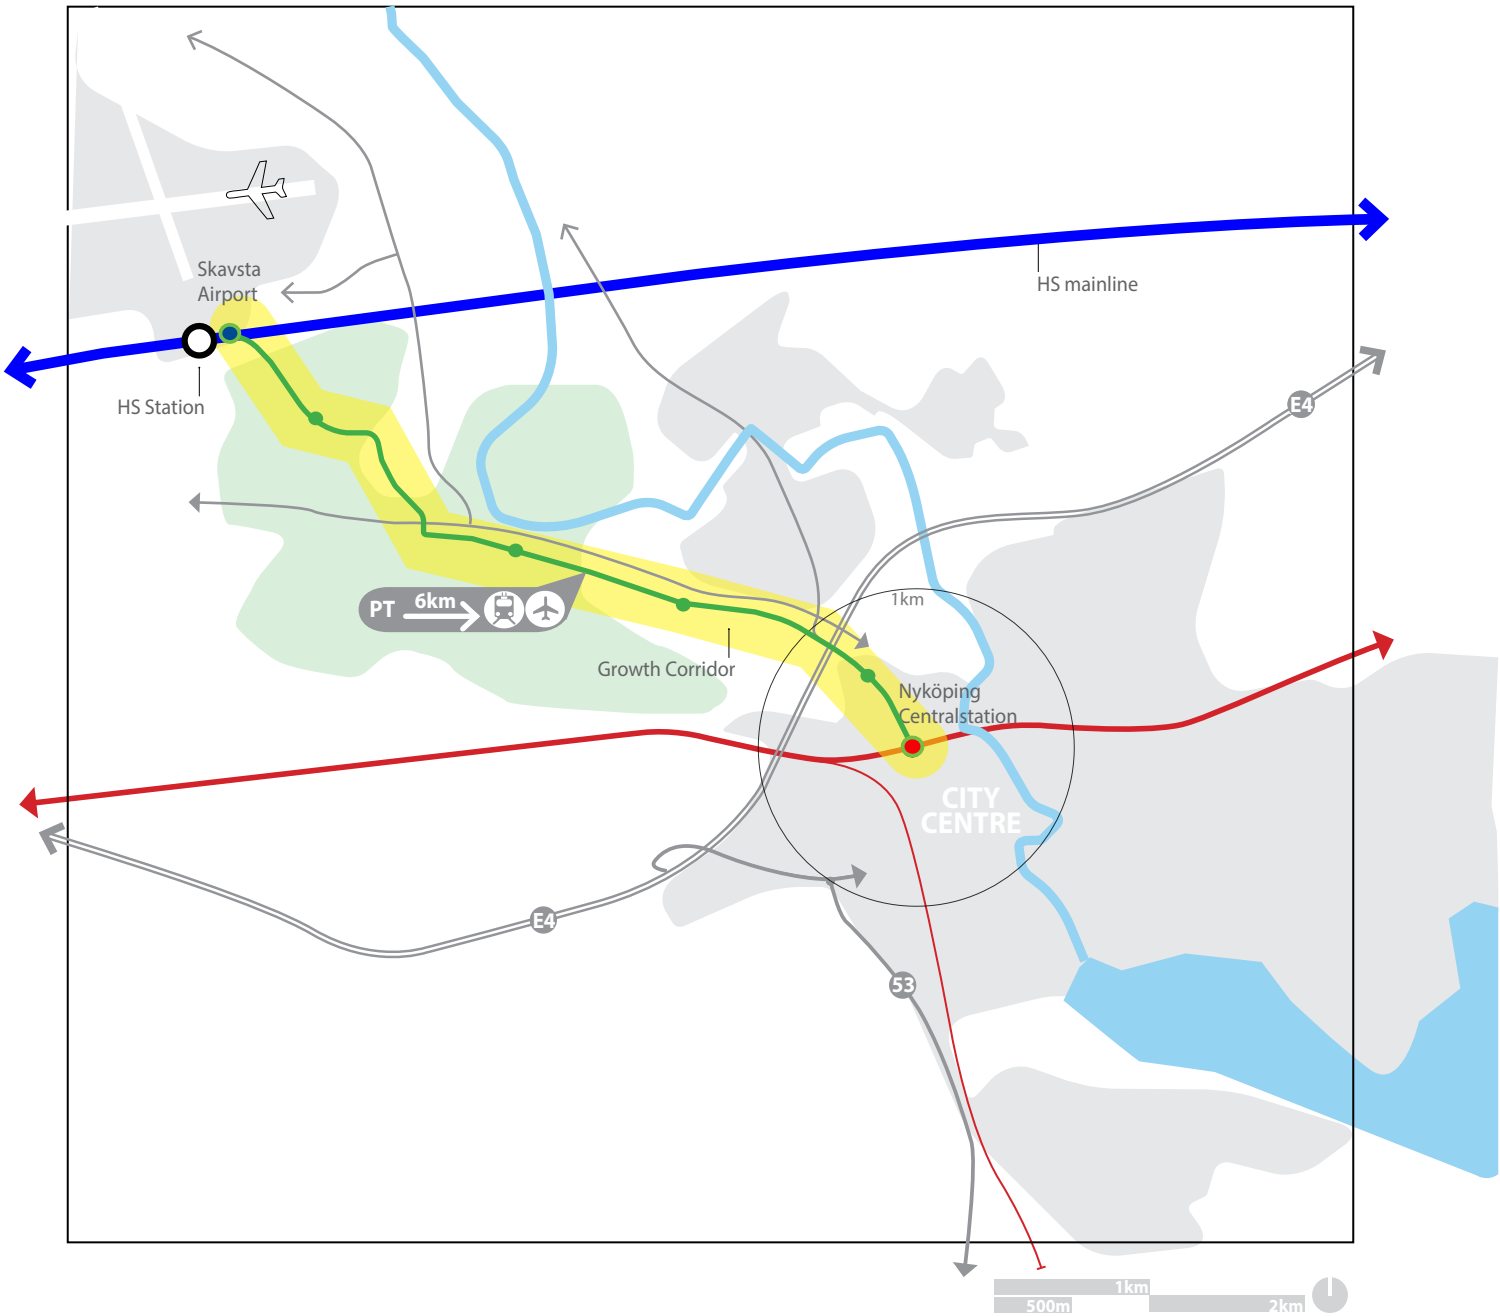 Skavsta
Airport
HS mainline
HS Station
E4
PT 6km
1km
Growth Corridor
Nyköping
Centralstation
CITY
CENTRE
E4
53
1km
500m
2km